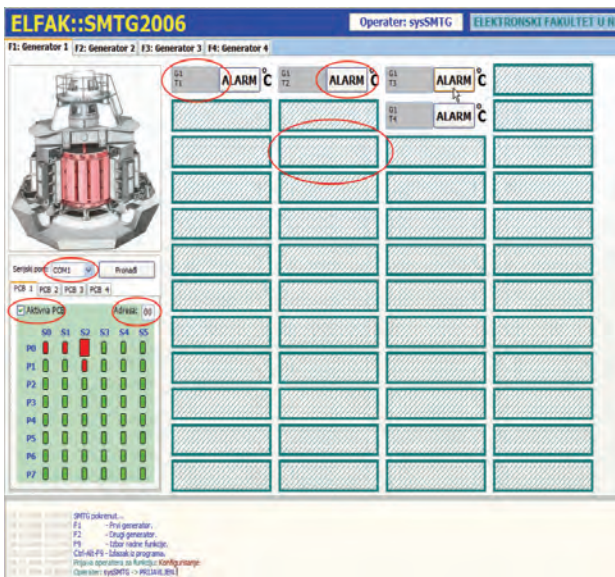 ELFAK::SMTG2006
Operater: sysSMTG
ELEKTRONSKI FAKULTET U N
F1: Generator 1 F2: Generator 2 F3: Generator 3 F4: Generator 4
G1 T1 ALARM °C
G1 T2 ALARM °C
G1 T3 ALARM °C
G1 T4 ALARM °C
Serijski port: COM1 Pronađi
PCB 1 PCB 2 PCB 3 PCB 4
Aktivna PCB Adresa: 00
S0 S1 S2 S3 S4 S5
P0
P1
P2
P3
P4
P5
P6
P7
SMTG pokrenut...
F1 - Prvi generator.
F2 - Drugi generator.
F9 - Izbor radne funkcije.
Ctrl-Alt-F9 - Izlazak iz programa.
Prijava operatera za funkciju: Konfigurisanje
Operater: sysSMTG -> PRIJAVLJEN.